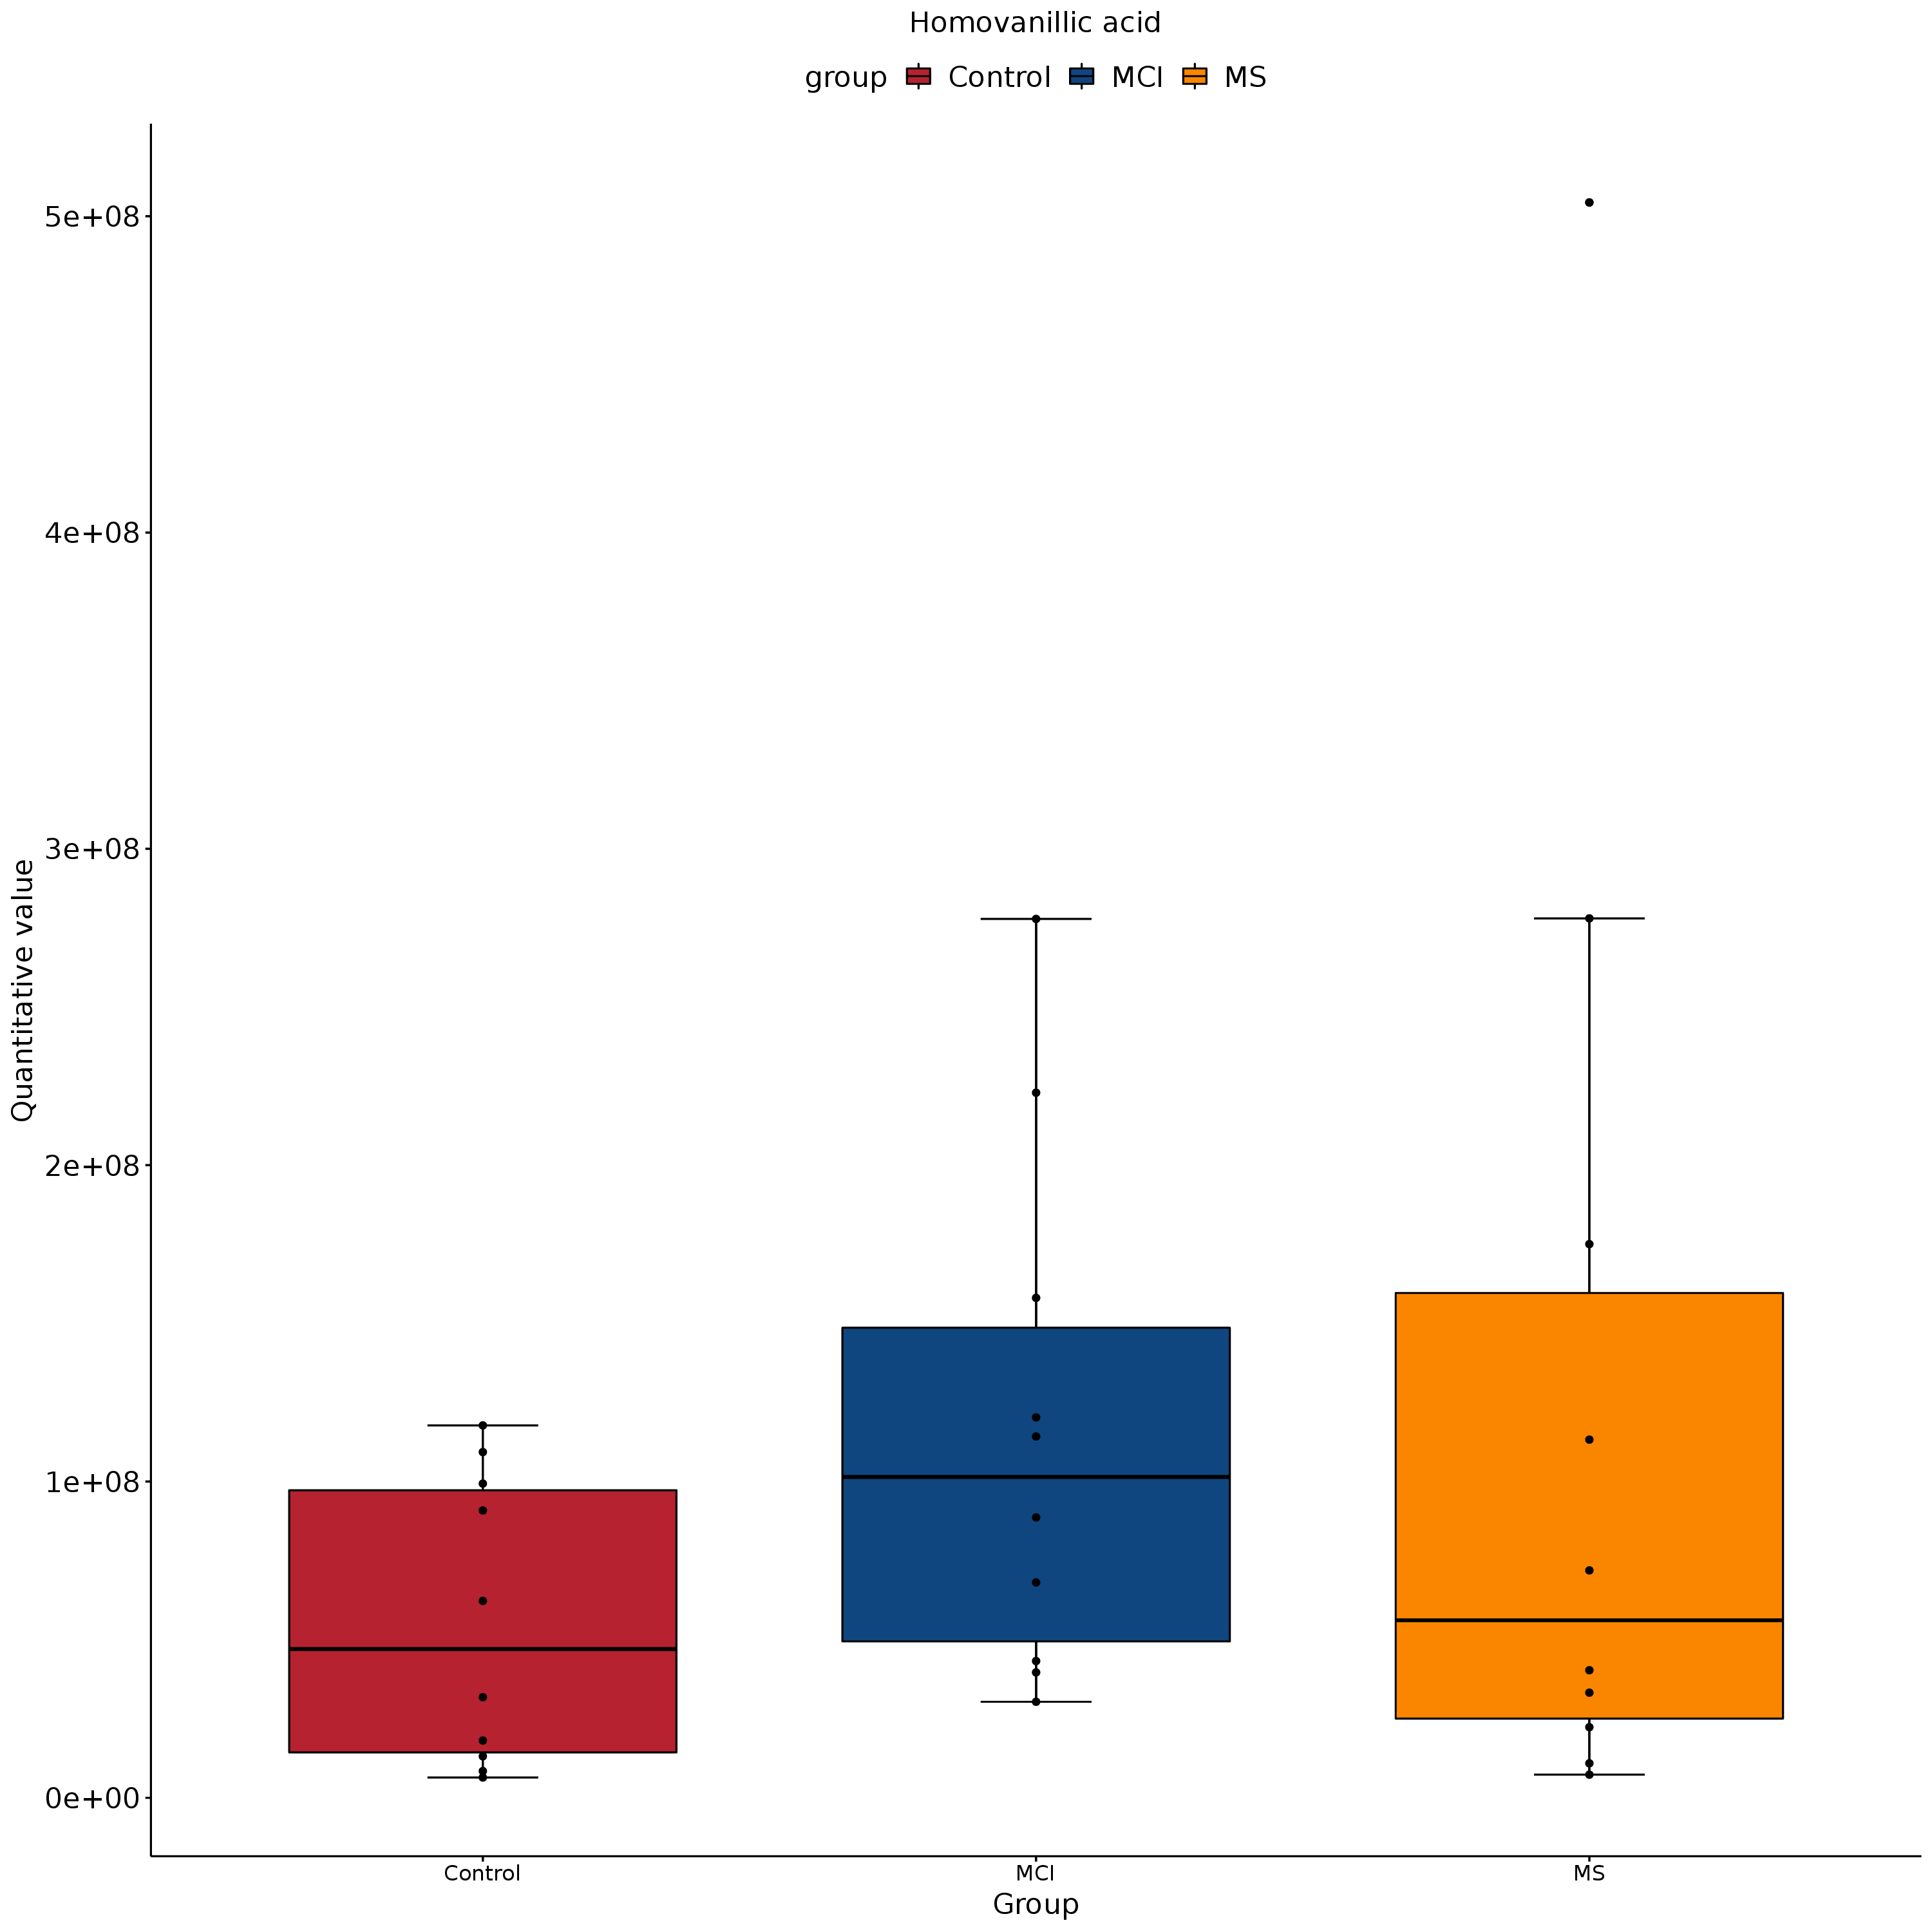 Homovanillic acid
group Control MCI MS
5e+08
4e+08
3e+08
2e+08
1e+08
0e+00
Quantitative value
Control MCI MS
Group